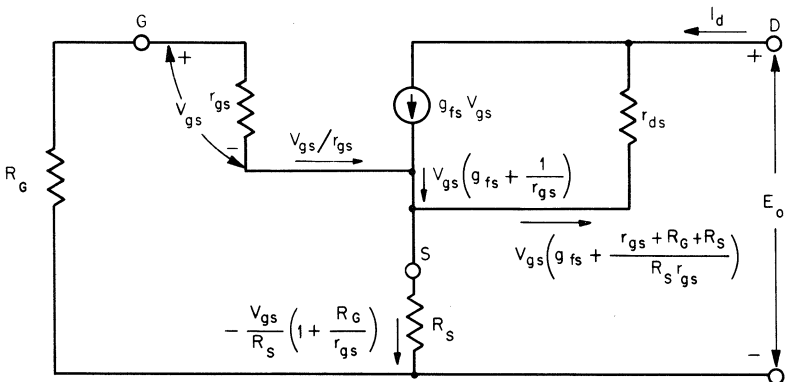 G
I_d
D
+
+
r_gs
V_gs
g_fs V_gs
r_ds
-
V_gs/r_gs
R_G
V_gs(g_fs + 1/r_gs)
E_o
S
V_gs(g_fs + (r_gs + R_G + R_S)/(R_S r_gs))
- V_gs/R_S (1 + R_G/r_gs)
R_S
-